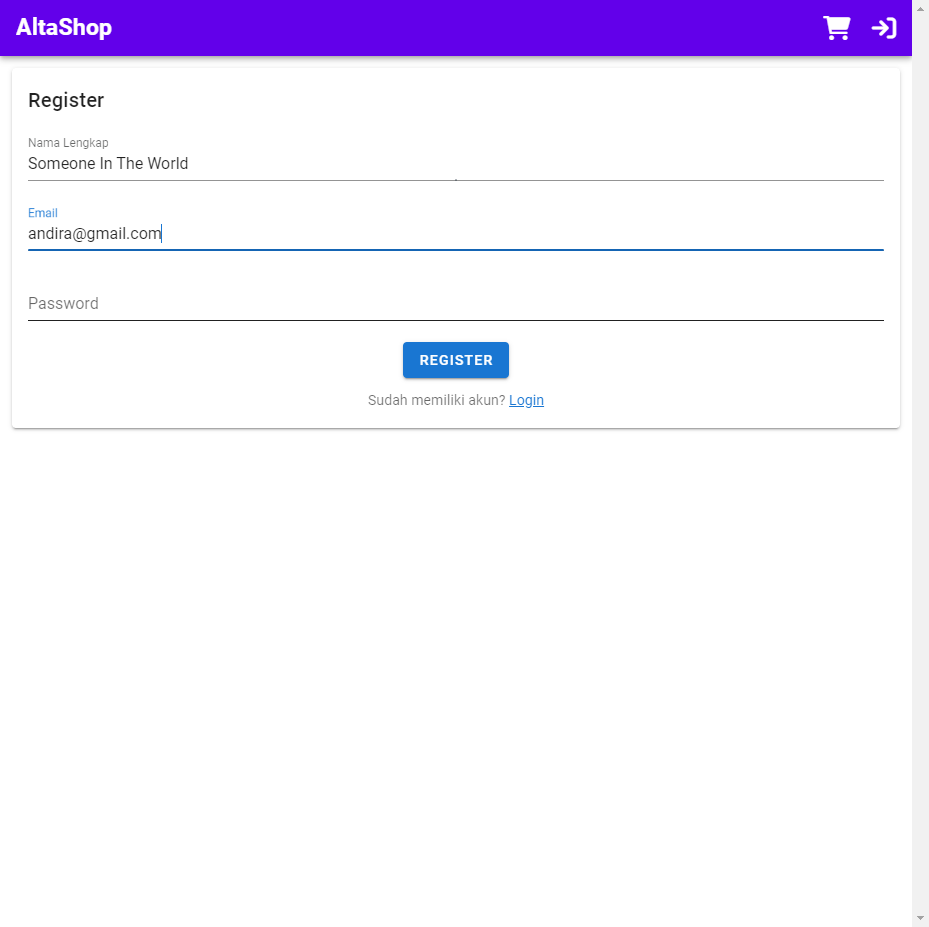 AltaShop
Register
Nama Lengkap
Someone In The World
Email
andira@gmail.com
Password
REGISTER
Sudah memiliki akun? Login